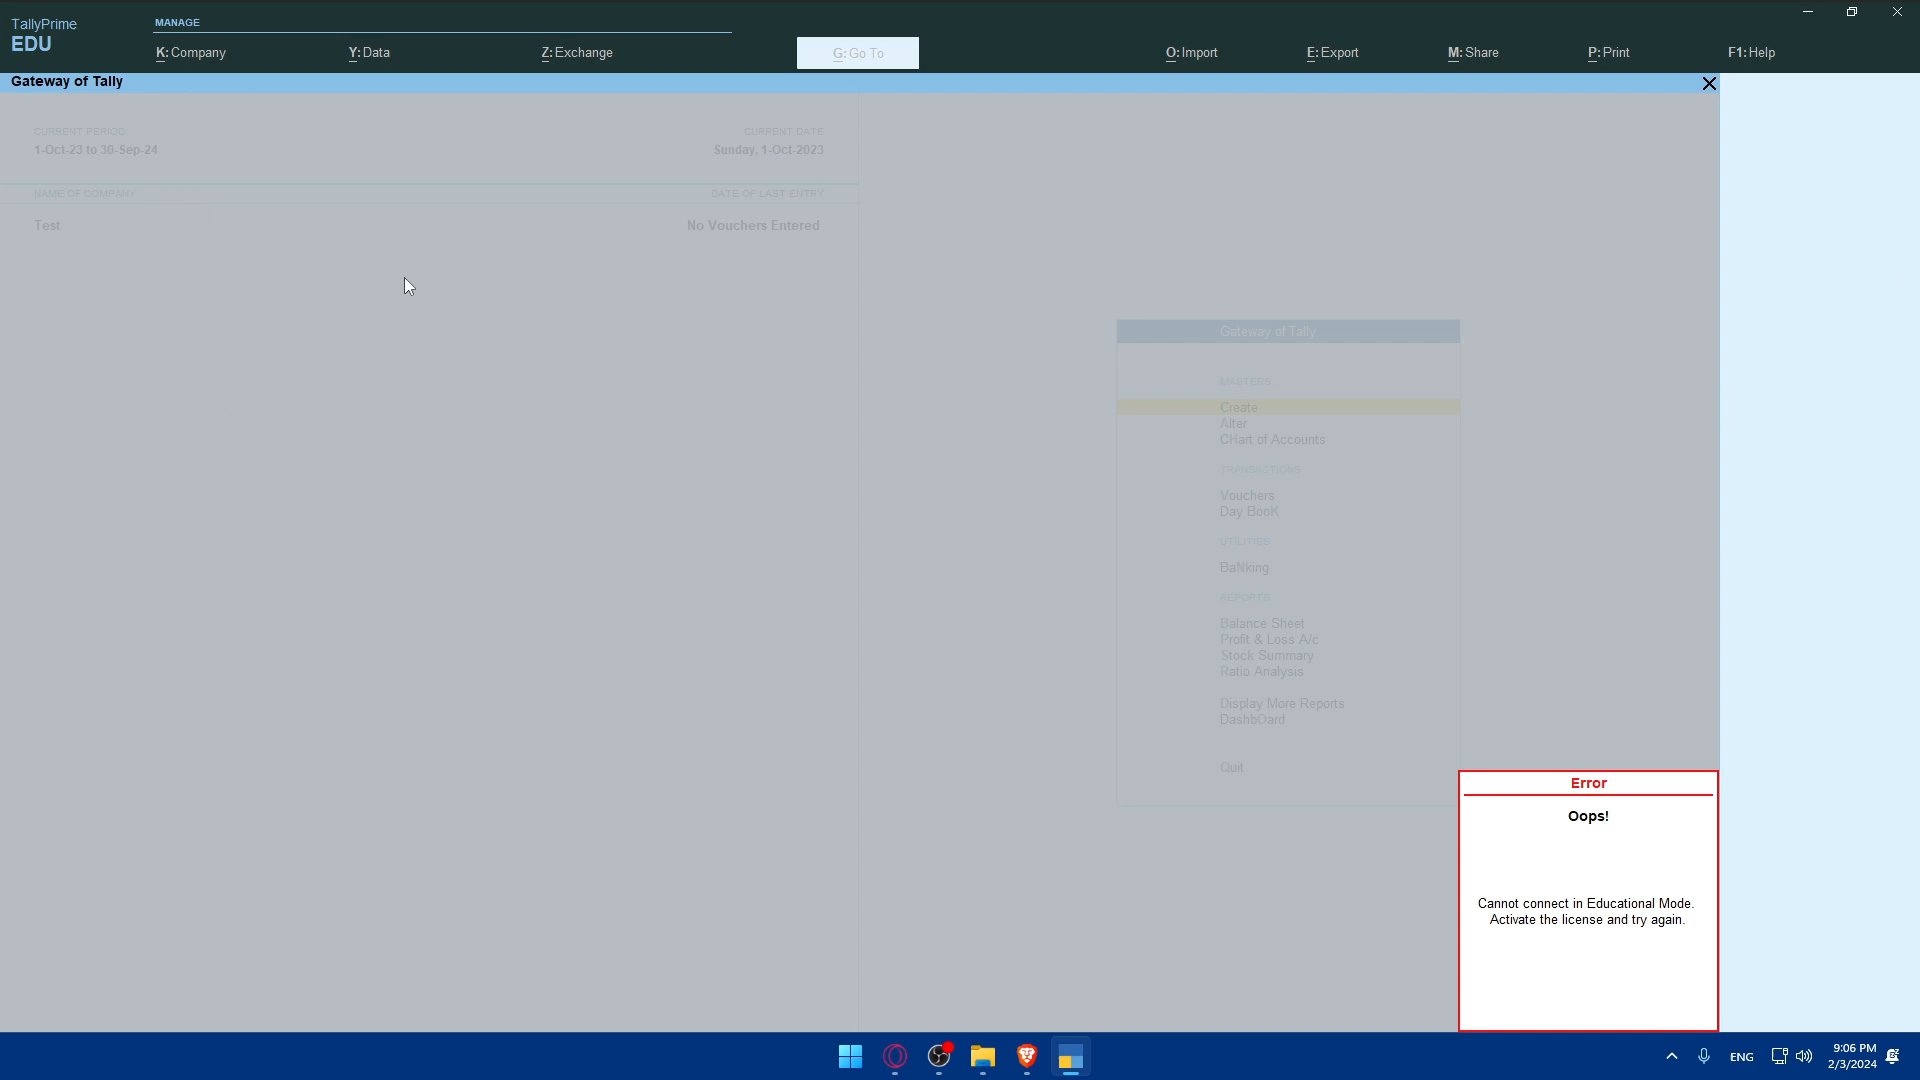 TallyPrime
EDU
MANAGE
K: Company
Y: Data
Z: Exchange
G: Go To
O: Import
E: Export
M: Share
P: Print
F1: Help
Gateway of Tally
CURRENT PERIOD
CURRENT DATE
1-Oct-23 to 30-Sep-24
Sunday, 1-Oct-2023
NAME OF COMPANY
DATE OF LAST ENTRY
Test
No Vouchers Entered
Gateway of Tally
MASTERS
Create
Alter
CHart of Accounts
TRANSACTIONS
Vouchers
Day BooK
UTILITIES
BaNking
REPORTS
Balance Sheet
Profit & Loss A/c
Stock Summary
Ratio Analysis
Display More Reports
DashbOard
Quit
Error
Oops!
Cannot connect in Educational Mode.
Activate the license and try again.
ENG
9:06 PM
2/3/2024